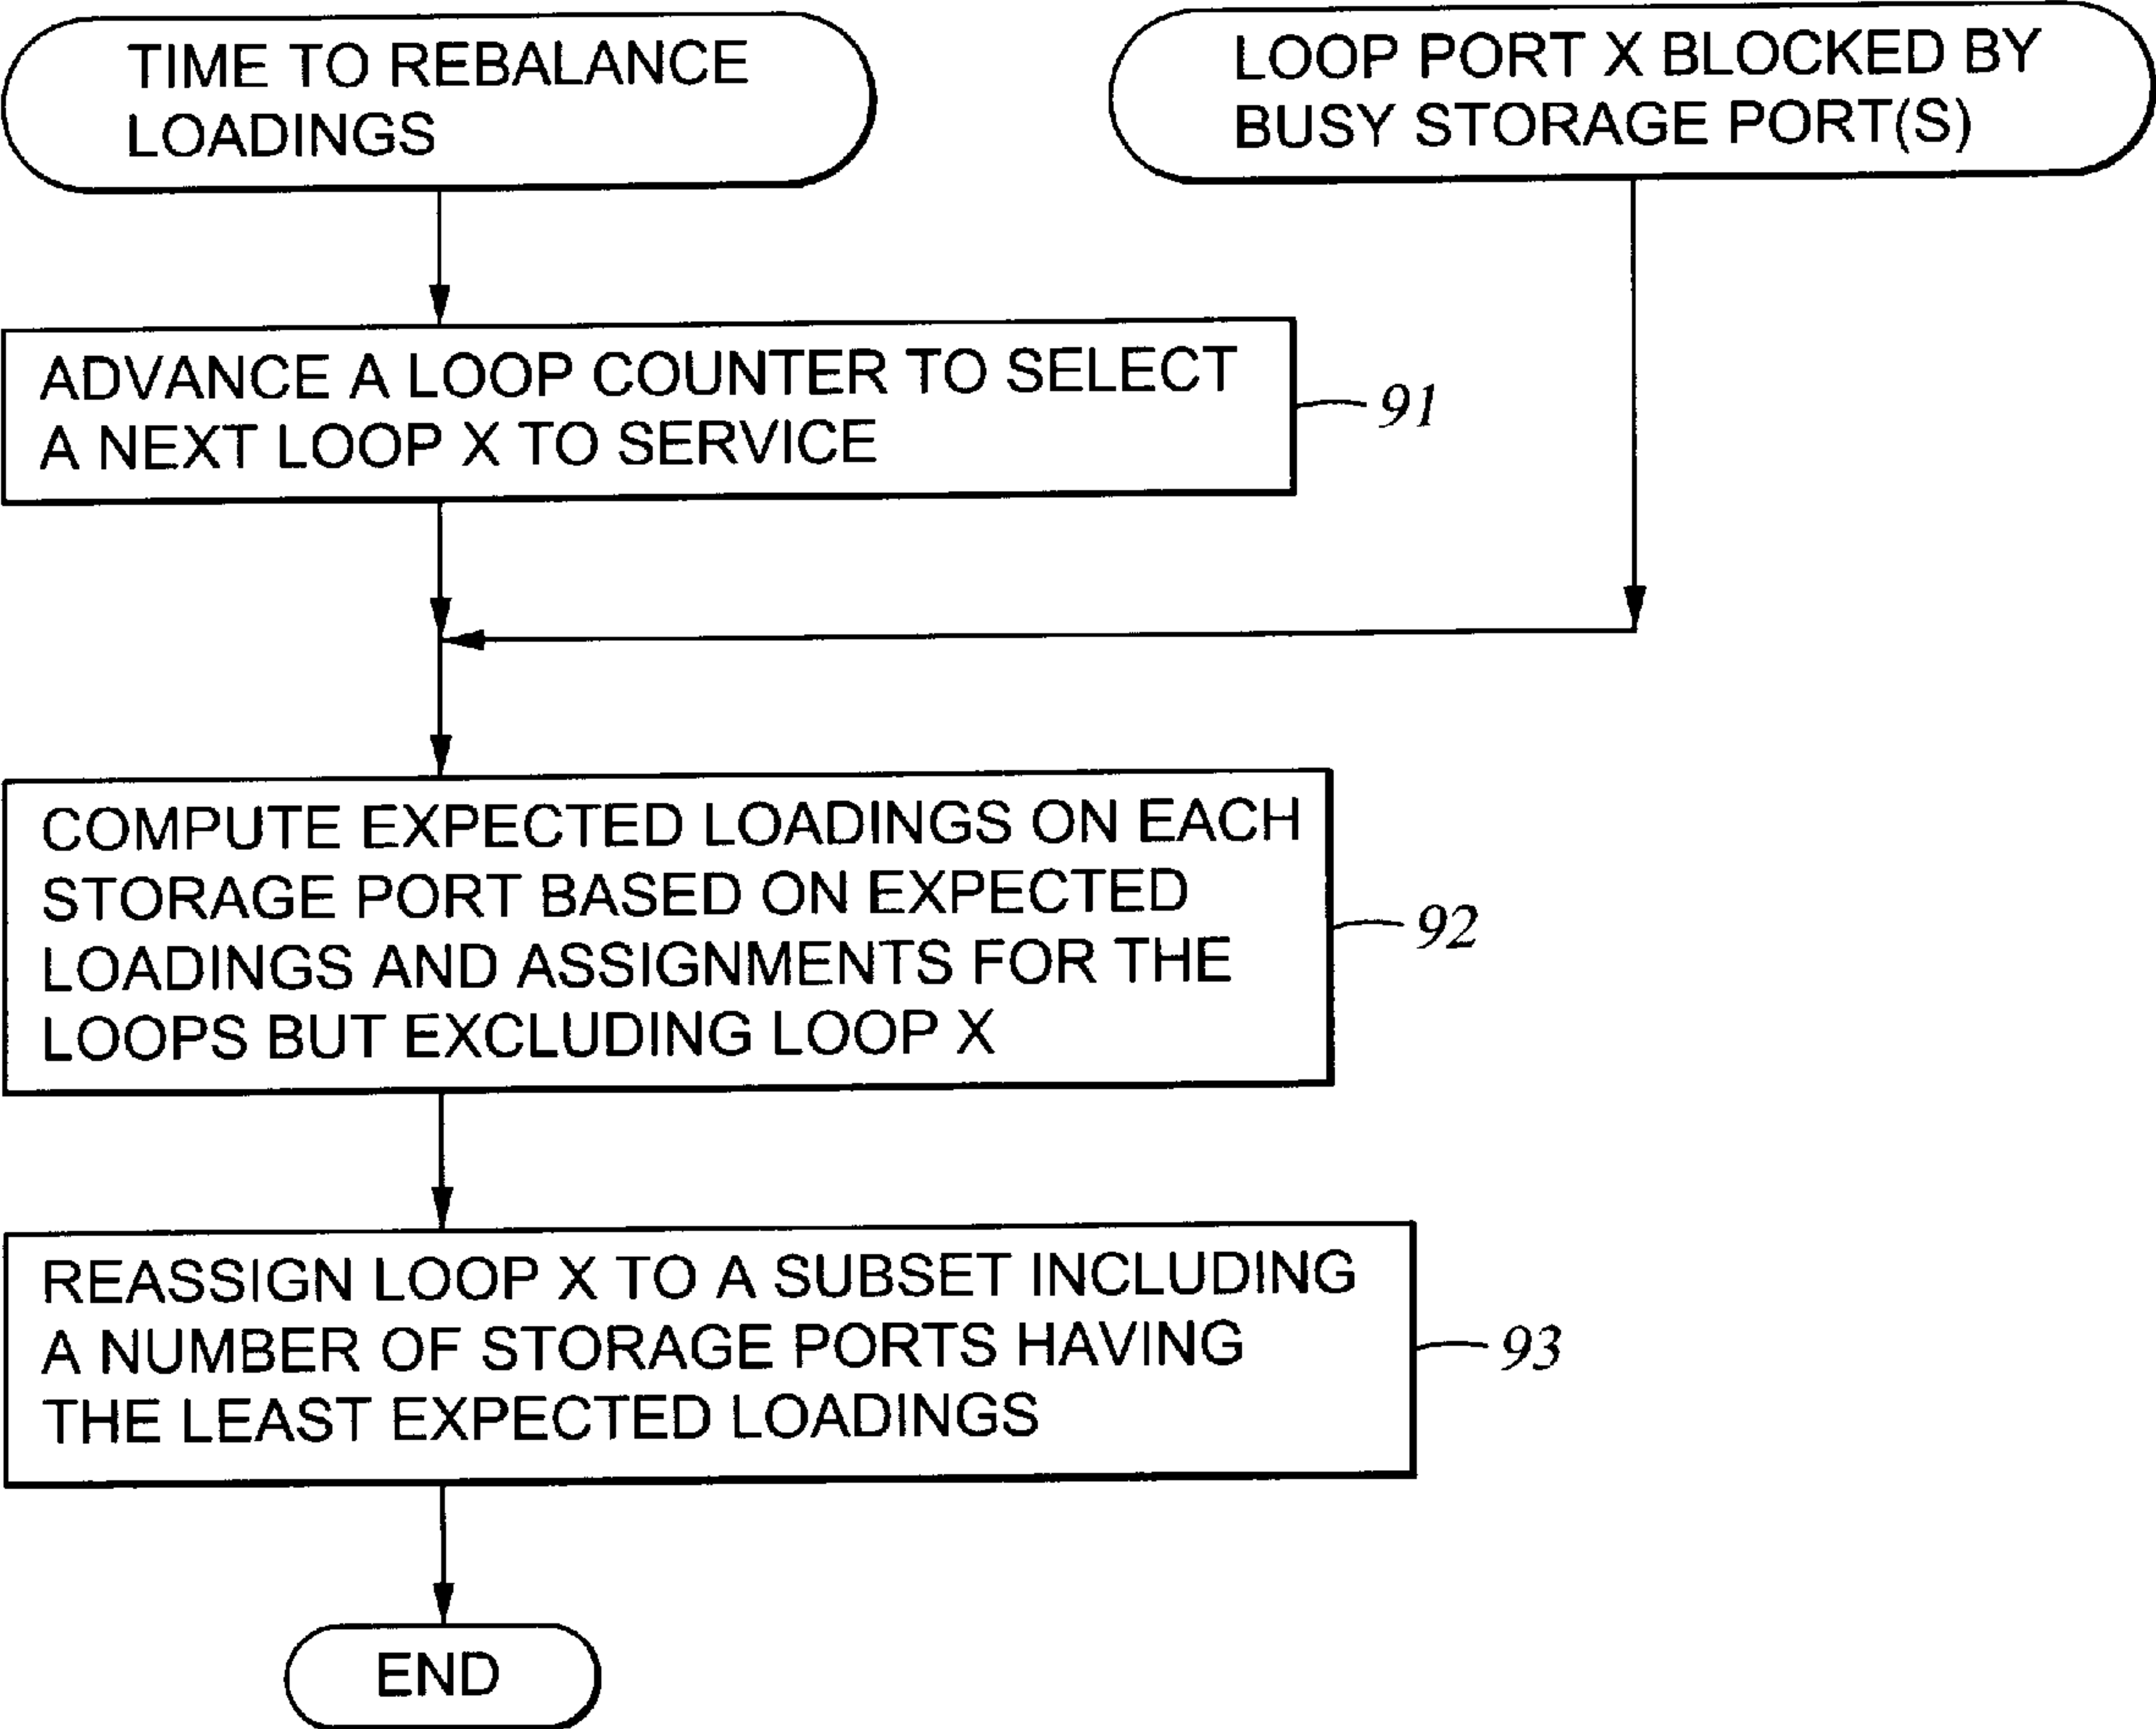 TIME TO REBALANCE
LOADINGS
LOOP PORT X BLOCKED BY
BUSY STORAGE PORT(S)
ADVANCE A LOOP COUNTER TO SELECT
A NEXT LOOP X TO SERVICE
91
COMPUTE EXPECTED LOADINGS ON EACH
STORAGE PORT BASED ON EXPECTED
LOADINGS AND ASSIGNMENTS FOR THE
LOOPS BUT EXCLUDING LOOP X
92
REASSIGN LOOP X TO A SUBSET INCLUDING
A NUMBER OF STORAGE PORTS HAVING
THE LEAST EXPECTED LOADINGS
93
END